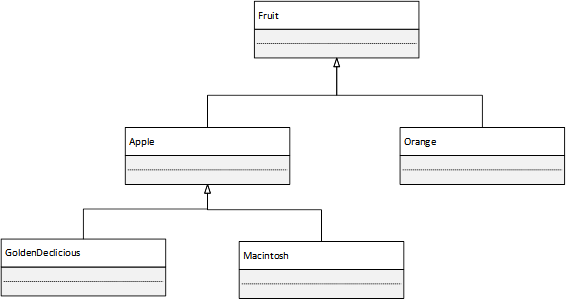 Fruit
Apple
Orange
GoldenDeclicious
Macintosh